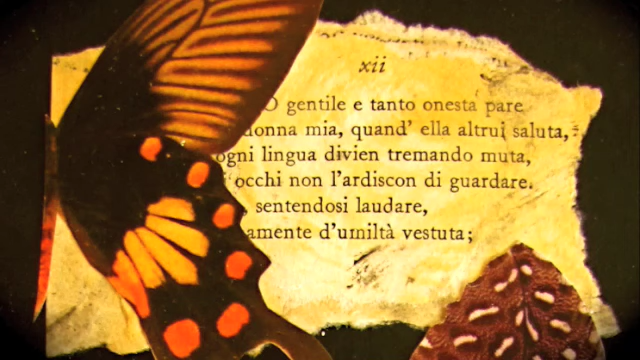 xii
O gentile e tanto onesta pare
donna mia, quand' ella altrui saluta,
ogni lingua divien tremando muta,
occhi non l'ardiscon di guardare.
, sentendosi laudare,
amente d'umiltà vestuta;